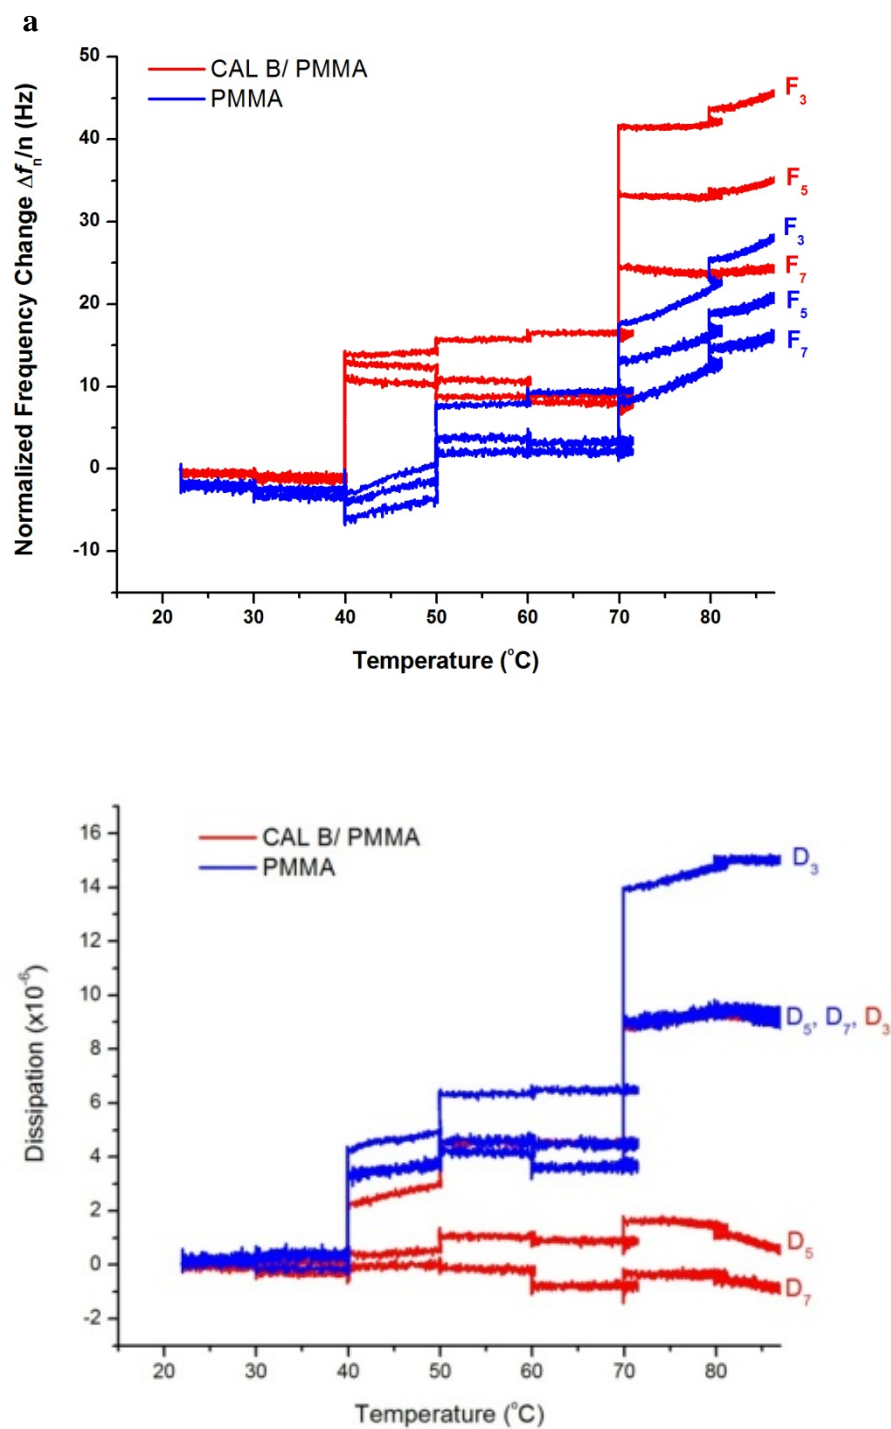 a
50
40
30
20
10
0
-10
Normalized Frequency Change Δfn/n (Hz)
CAL B/ PMMA
PMMA
F3
F5
F3
F7
F5
F7
20 30 40 50 60 70 80
Temperature (°C)
16
14
12
10
8
6
4
2
0
-2
Dissipation (x10-6)
CAL B/ PMMA
PMMA
D3
D5, D7, D3
D5
D7
20 30 40 50 60 70 80
Temperature (°C)